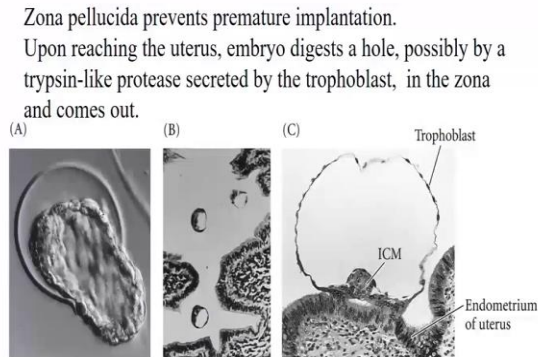 Zona pellucida prevents premature implantation.
Upon reaching the uterus, embryo digests a hole, possibly by a
trypsin-like protease secreted by the trophoblast,  in the zona
and comes out.
(A)
(B)
(C)
Trophoblast
ICM
Endometrium
of uterus